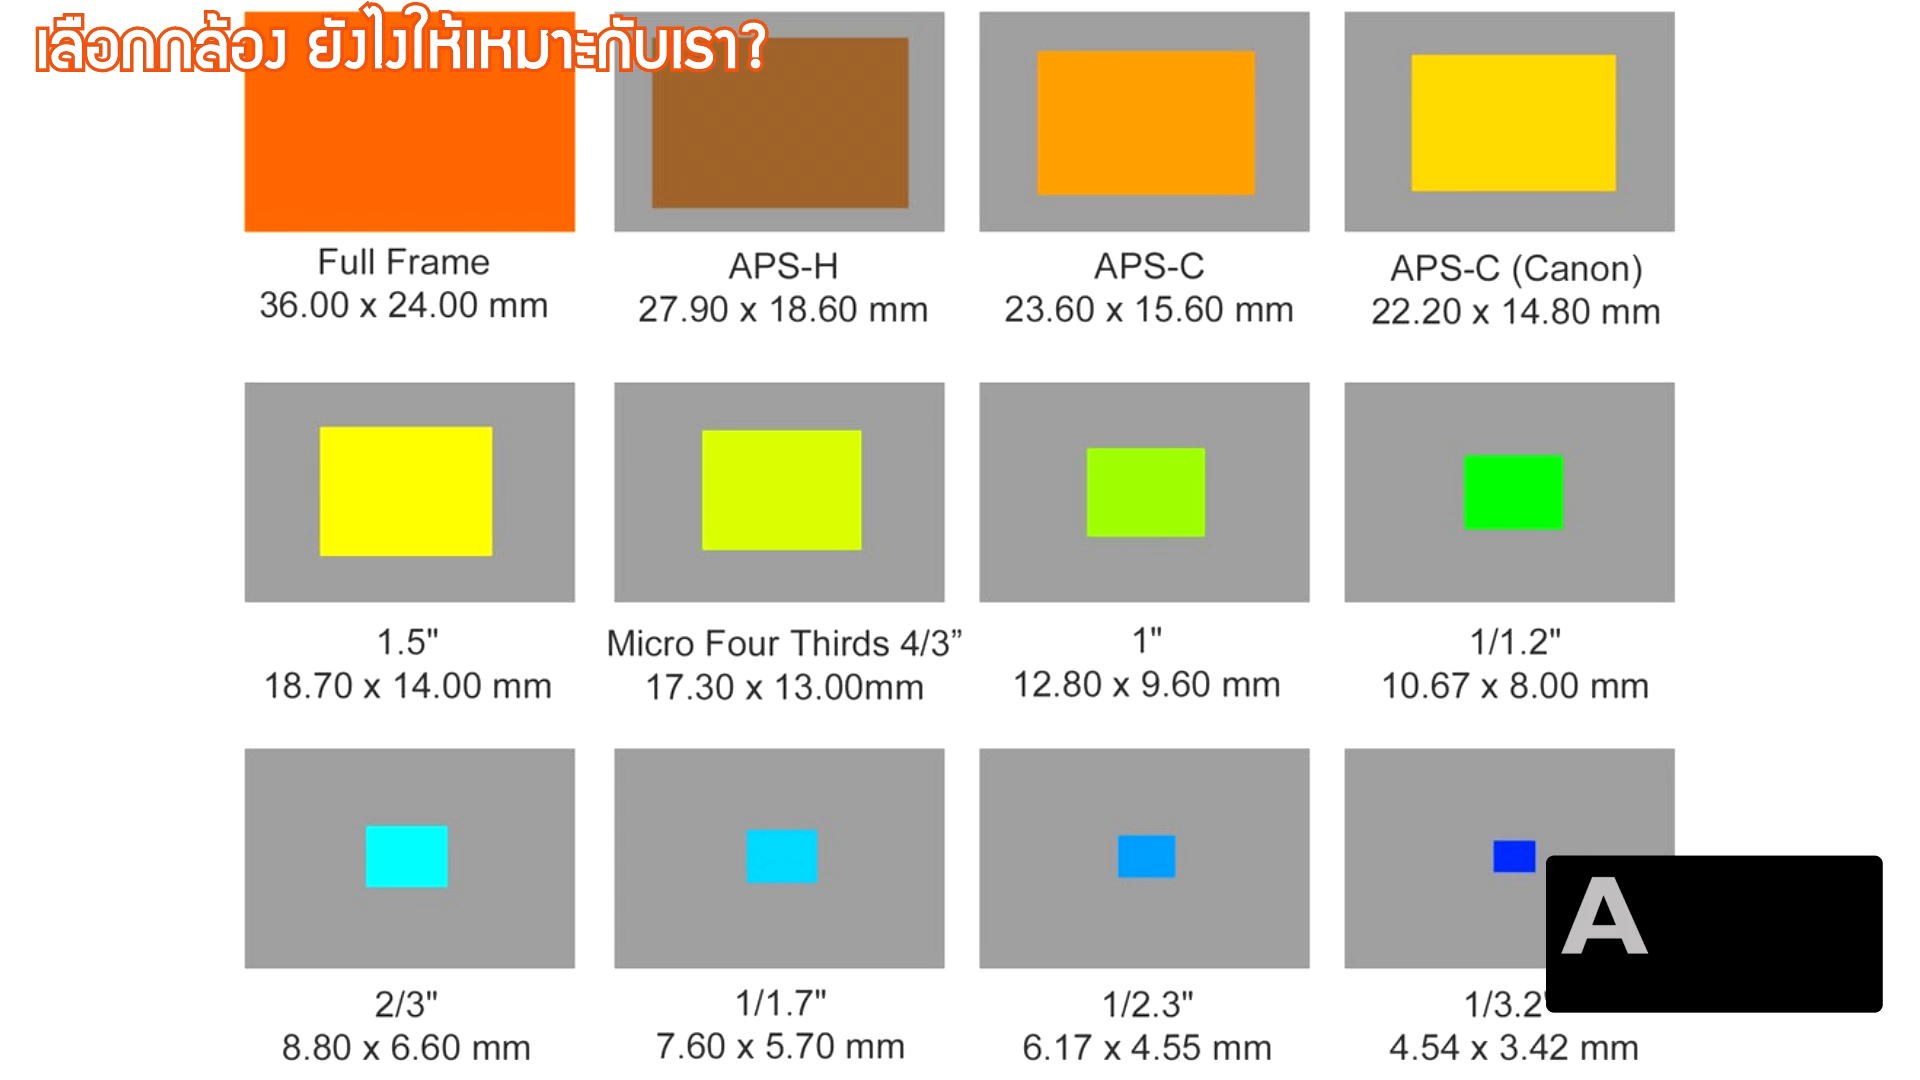 เลือกกล้อง ยังไงให้เหมาะกับเรา?
Full Frame
36.00 x 24.00 mm
APS-H
27.90 x 18.60 mm
APS-C
23.60 x 15.60 mm
APS-C (Canon)
22.20 x 14.80 mm
1.5"
18.70 x 14.00 mm
Micro Four Thirds 4/3”
17.30 x 13.00mm
1"
12.80 x 9.60 mm
1/1.2"
10.67 x 8.00 mm
2/3"
8.80 x 6.60 mm
1/1.7"
7.60 x 5.70 mm
1/2.3"
6.17 x 4.55 mm
A
1/3.2"
4.54 x 3.42 mm